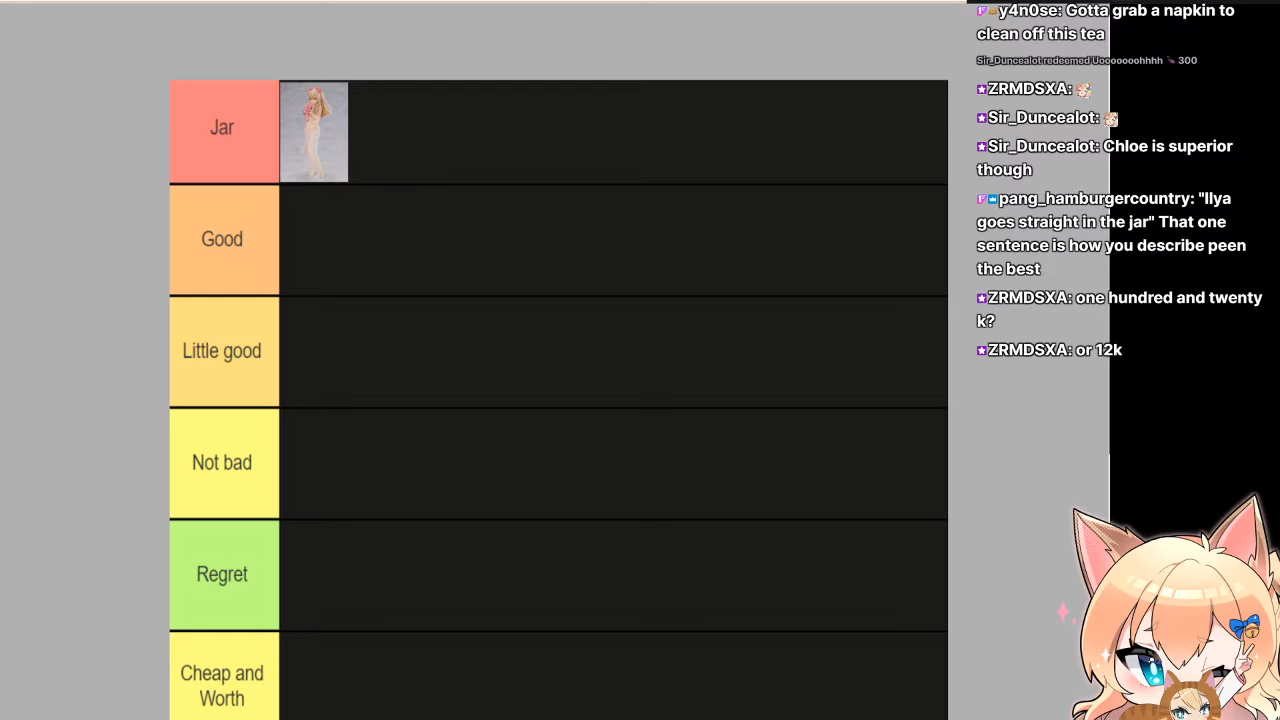 Jar
Good
Little good
Not bad
Regret
Cheap and
Worth
y4n0se: Gotta grab a napkin to
clean off this tea
Sir_Duncealot redeemed Uooooooohhhh 300
ZRMDSXA:
Sir_Duncealot:
Sir_Duncealot: Chloe is superior
though
pang_hamburgercountry: "Ilya
goes straight in the jar" That one
sentence is how you describe peen
the best
ZRMDSXA: one hundred and twenty
k?
ZRMDSXA: or 12k